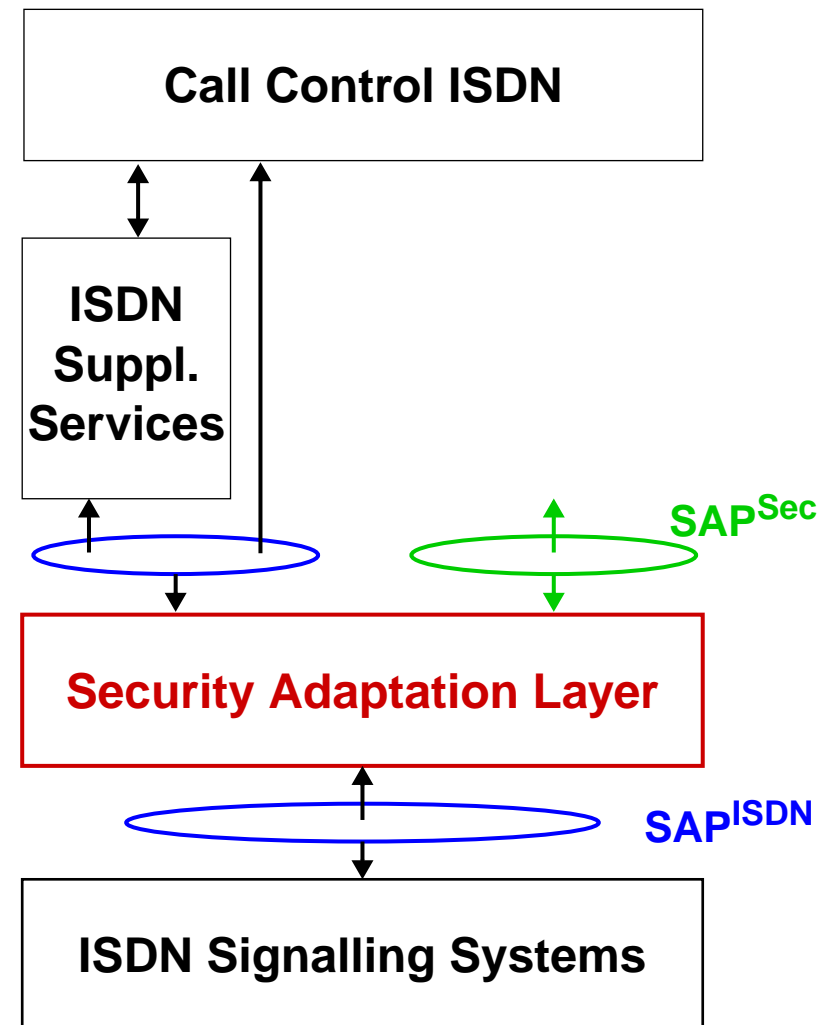 Call Control ISDN
ISDN
Suppl.
Services
SAPSec
Security Adaptation Layer
SAPISDN
ISDN Signalling Systems